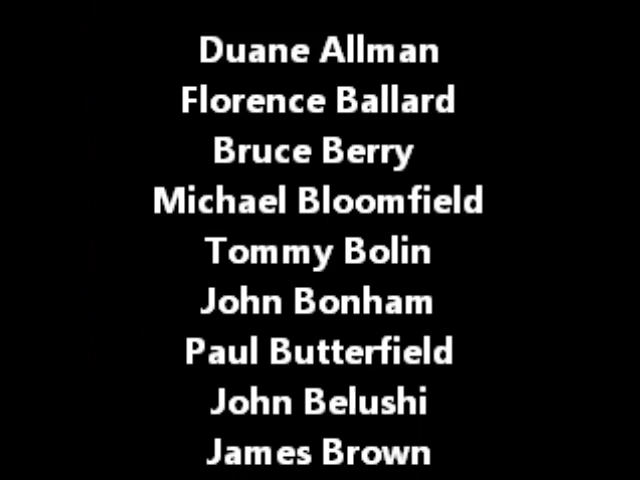 Duane Allman
Florence Ballard
Bruce Berry
Michael Bloomfield
Tommy Bolin
John Bonham
Paul Butterfield
John Belushi
James Brown